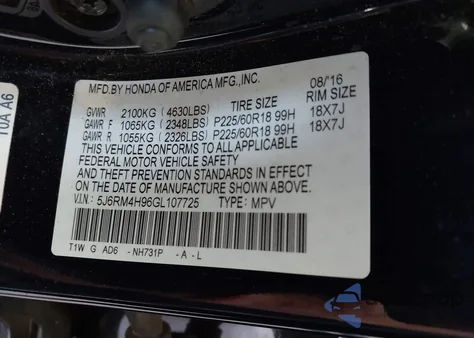 MFD.BY HONDA OF AMERICA MFG.,INC. 08/16
GVWR 2100KG (4630LBS) TIRE SIZE RIM SIZE
GAWR F 1065KG (2348LBS) P225/60R18 99H 18X7J
GAWR R 1055KG (2326LBS) P225/60R18 99H 18X7J
THIS VEHICLE CONFORMS TO ALL APPLICABLE
FEDERAL MOTOR VEHICLE SAFETY
AND THEFT PREVENTION STANDARDS IN EFFECT
ON THE DATE OF MANUFACTURE SHOWN ABOVE.
V.I.N.: 5J6RM4H96GL107725 TYPE: MPV
T1W G AD6 -NH731P -A-L
10A A6